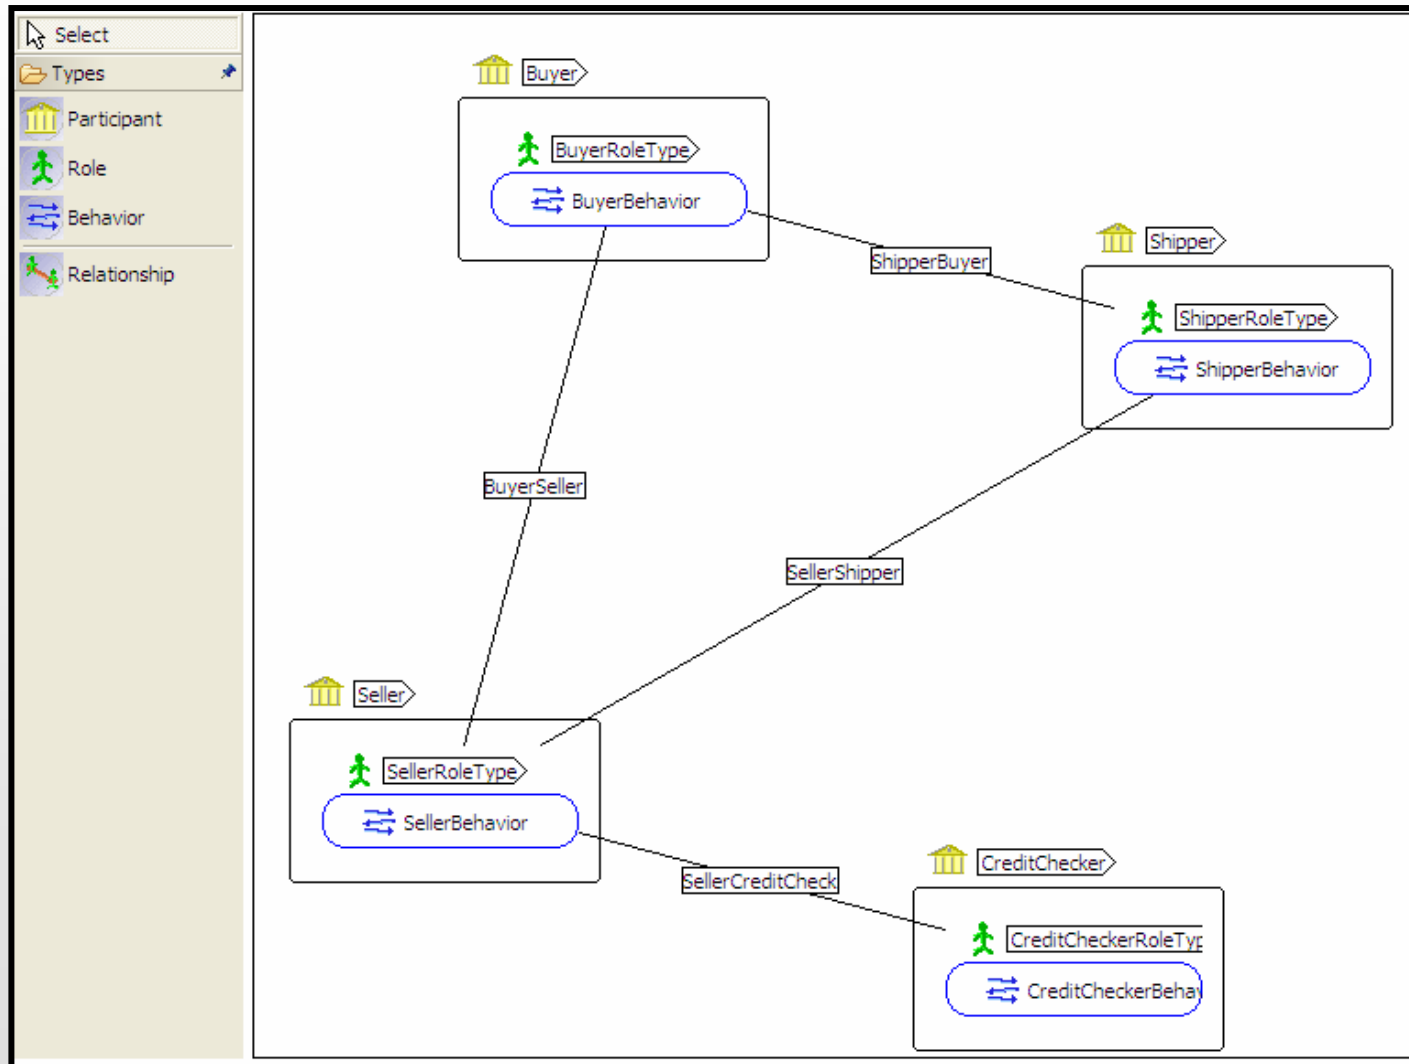 Select
Types
Participant
Role
Behavior
Relationship
Buyer
BuyerRoleType
BuyerBehavior
ShipperBuyer
Shipper
ShipperRoleType
ShipperBehavior
BuyerSeller
SellerShipper
Seller
SellerRoleType
SellerBehavior
SellerCreditCheck
CreditChecker
CreditCheckerRoleTyp
CreditCheckerBehav